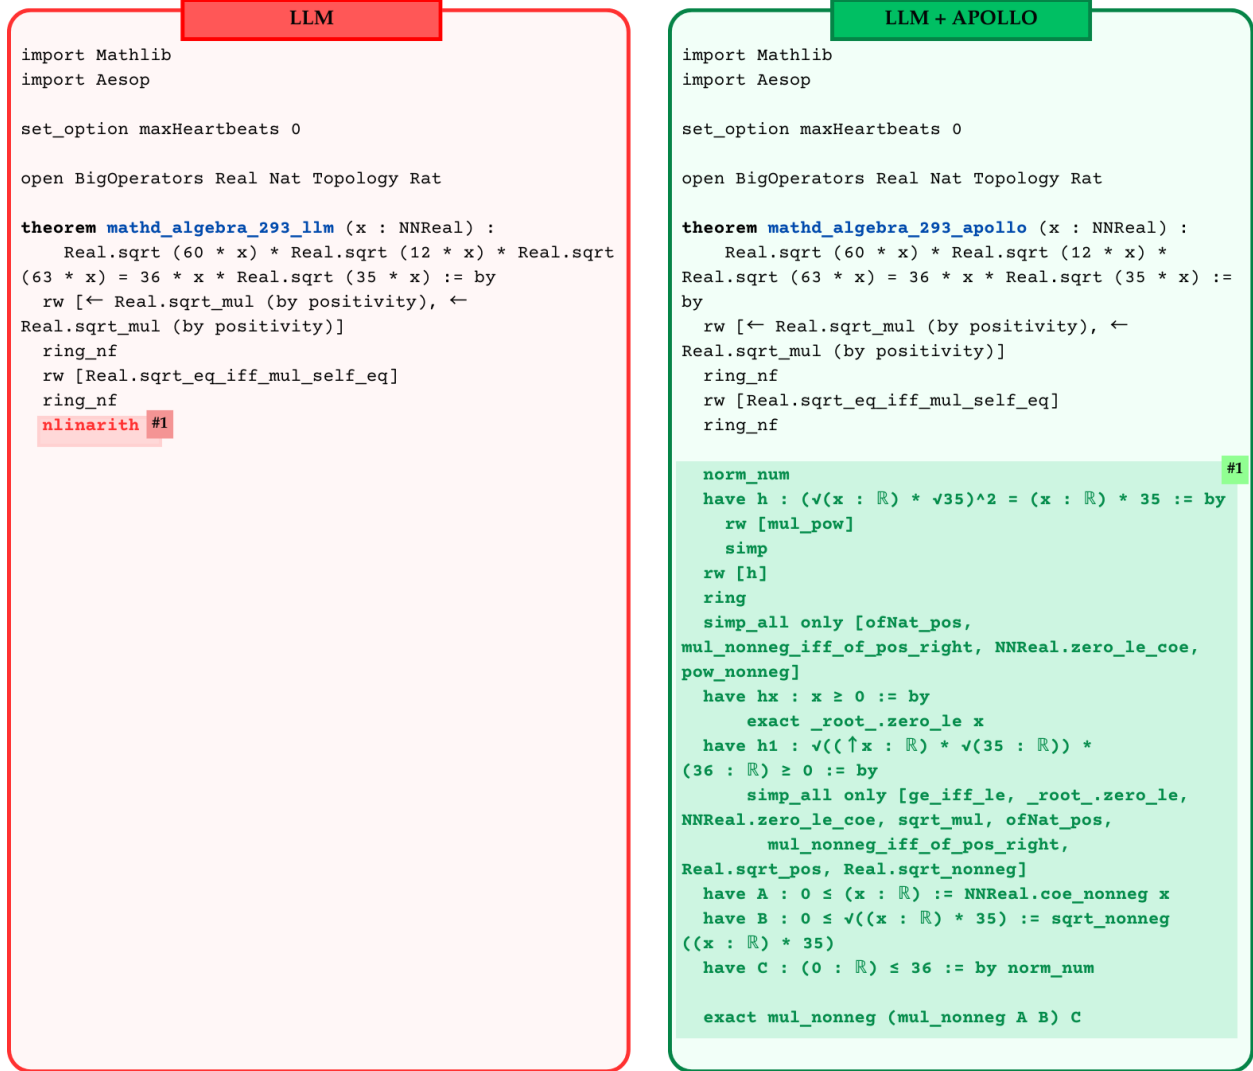 LLM
import Mathlib
import Aesop
set_option maxHeartbeats 0
open BigOperators Real Nat Topology Rat
theorem mathd_algebra_293_llm (x : NNReal) :
    Real.sqrt (60 * x) * Real.sqrt (12 * x) * Real.sqrt
(63 * x) = 36 * x * Real.sqrt (35 * x) := by
  rw [← Real.sqrt_mul (by positivity), ←
Real.sqrt_mul (by positivity)]
  ring_nf
  rw [Real.sqrt_eq_iff_mul_self_eq]
  ring_nf
  nlinarith #1
LLM + APOLLO
import Mathlib
import Aesop
set_option maxHeartbeats 0
open BigOperators Real Nat Topology Rat
theorem mathd_algebra_293_apollo (x : NNReal) :
    Real.sqrt (60 * x) * Real.sqrt (12 * x) *
Real.sqrt (63 * x) = 36 * x * Real.sqrt (35 * x) :=
by
  rw [← Real.sqrt_mul (by positivity), ←
Real.sqrt_mul (by positivity)]
  ring_nf
  rw [Real.sqrt_eq_iff_mul_self_eq]
  ring_nf
#1
  norm_num
  have h : (√(x : ℝ) * √35)^2 = (x : ℝ) * 35 := by
    rw [mul_pow]
    simp
  rw [h]
  ring
  simp_all only [ofNat_pos,
mul_nonneg_iff_of_pos_right, NNReal.zero_le_coe,
pow_nonneg]
  have hx : x ≥ 0 := by
      exact _root_.zero_le x
  have h1 : √((↑x : ℝ) * √(35 : ℝ)) *
(36 : ℝ) ≥ 0 := by
      simp_all only [ge_iff_le, _root_.zero_le,
NNReal.zero_le_coe, sqrt_mul, ofNat_pos,
        mul_nonneg_iff_of_pos_right,
Real.sqrt_pos, Real.sqrt_nonneg]
  have A : 0 ≤ (x : ℝ) := NNReal.coe_nonneg x
  have B : 0 ≤ √((x : ℝ) * 35) := sqrt_nonneg
((x : ℝ) * 35)
  have C : (0 : ℝ) ≤ 36 := by norm_num
  exact mul_nonneg (mul_nonneg A B) C